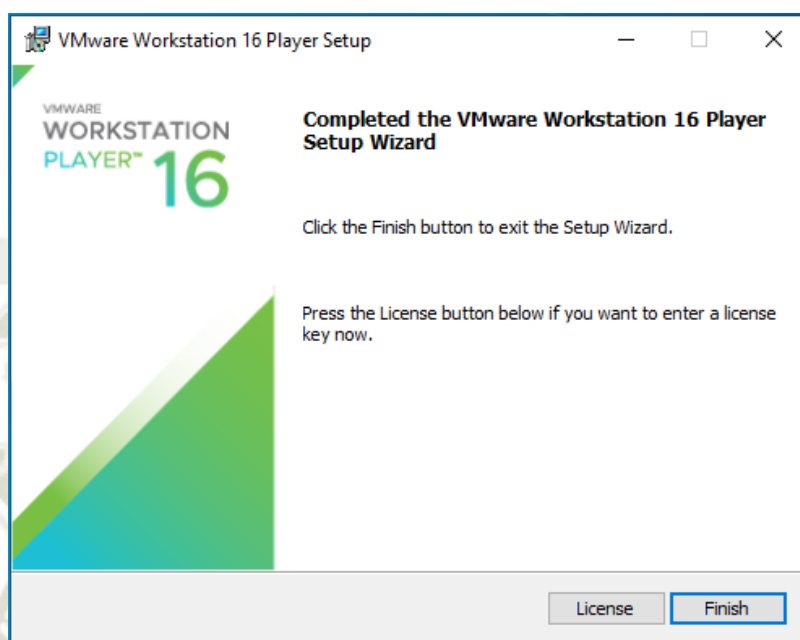 VMware Workstation 16 Player Setup
VMWARE
WORKSTATION
PLAYER™ 16
Completed the VMware Workstation 16 Player
Setup Wizard
Click the Finish button to exit the Setup Wizard.
Press the License button below if you want to enter a license
key now.
License
Finish